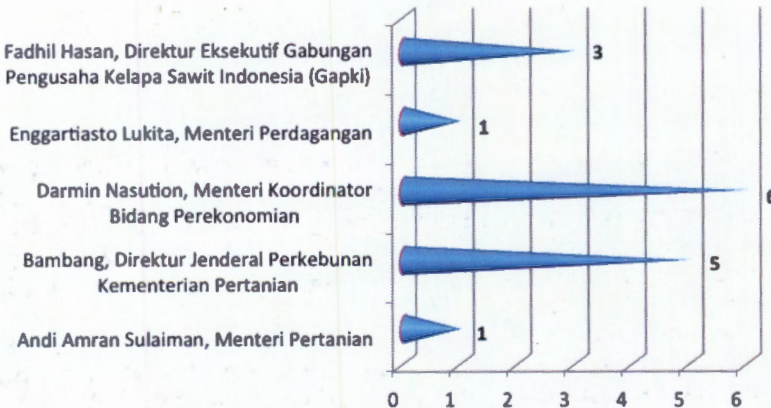 Fadhil Hasan, Direktur Eksekutif Gabungan
Pengusaha Kelapa Sawit Indonesia (Gapki)
3
Enggartiasto Lukita, Menteri Perdagangan
1
Darmin Nasution, Menteri Koordinator
Bidang Perekonomian
6
Bambang, Direktur Jenderal Perkebunan
Kementerian Pertanian
5
Andi Amran Sulaiman, Menteri Pertanian
1
0 1 2 3 4 5 6